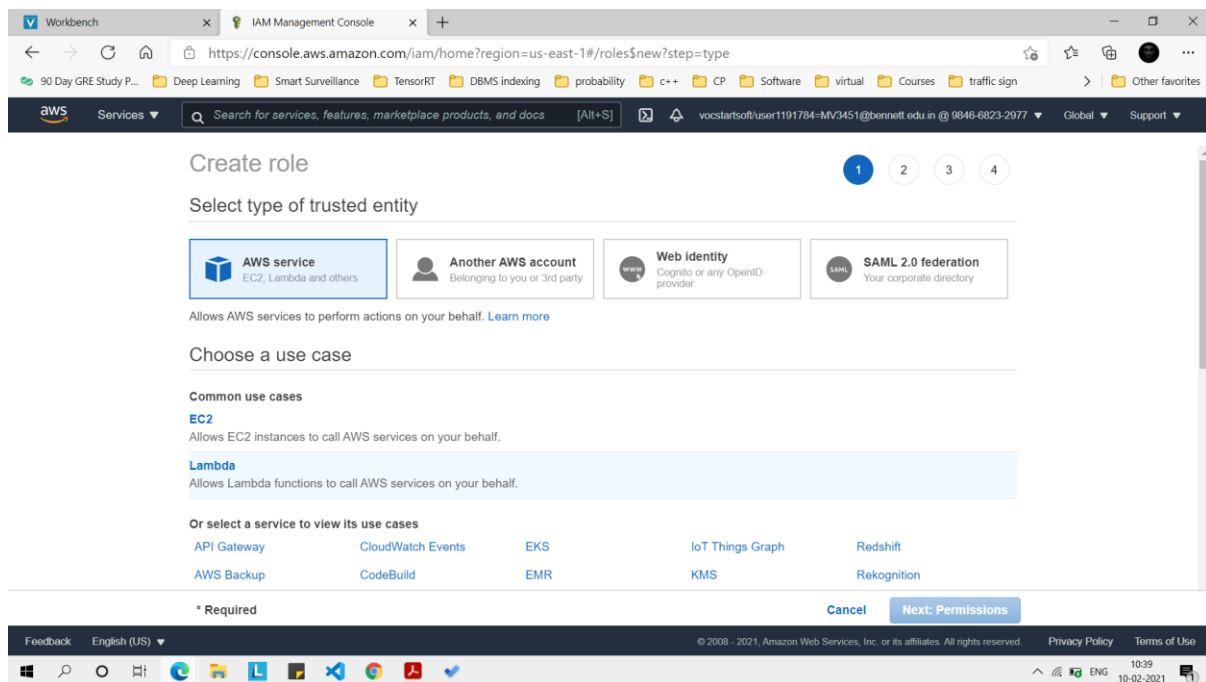 Workbench
IAM Management Console
https://console.aws.amazon.com/iam/home?region=us-east-1#/roles$new?step=type
90 Day GRE Study P... Deep Learning Smart Surveillance TensorRT DBMS indexing probability c++ CP Software virtual Courses traffic sign Other favorites
aws Services Search for services, features, marketplace products, and docs [Alt+S] vocstartsoft/user1191784=MV3451@bennett.edu.in @ 9846-6823-2977 Global Support
Create role
1 2 3 4
Select type of trusted entity
AWS service
EC2, Lambda and others
Another AWS account
Belonging to you or 3rd party
www
Web identity
Cognito or any OpenID
provider
SAML
SAML 2.0 federation
Your corporate directory
Allows AWS services to perform actions on your behalf. Learn more
Choose a use case
Common use cases
EC2
Allows EC2 instances to call AWS services on your behalf.
Lambda
Allows Lambda functions to call AWS services on your behalf.
Or select a service to view its use cases
API Gateway CloudWatch Events EKS IoT Things Graph Redshift
AWS Backup CodeBuild EMR KMS Rekognition
* Required Cancel Next: Permissions
Feedback English (US) © 2008 - 2021, Amazon Web Services, Inc. or its affiliates. All rights reserved. Privacy Policy Terms of Use
ENG 10:39
10-02-2021